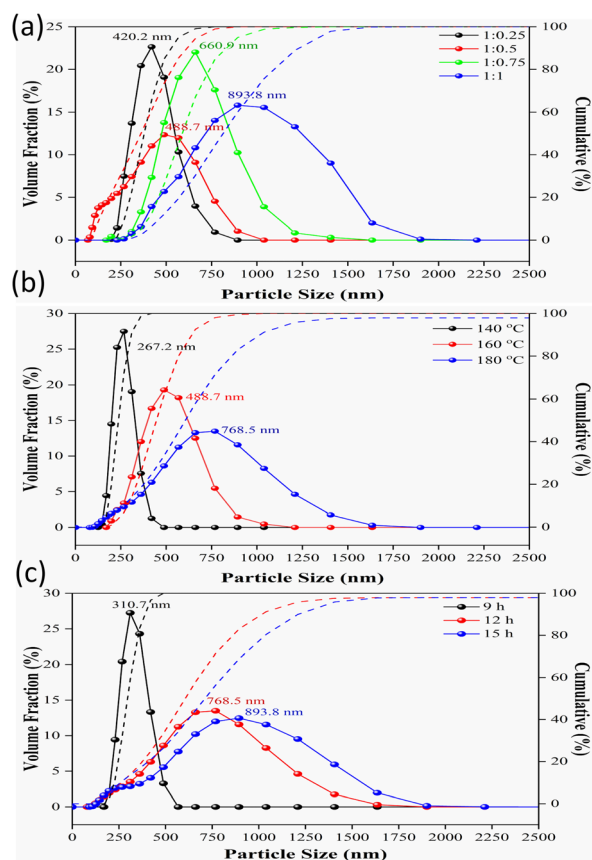 (a)
420.2 nm
660.9 nm
893.8 nm
488.7 nm
1:0.25
1:0.5
1:0.75
1:1
Volume Fraction (%)
0 5 10 15 20 25
Cumulative (%)
0 20 40 60 80 100
0 250 500 750 1000 1250 1500 1750 2000 2250 2500
Particle Size (nm)
(b)
267.2 nm
488.7 nm
768.5 nm
140 °C
160 °C
180 °C
Volume Fraction (%)
0 5 10 15 20 25 30
Cumulative (%)
0 20 40 60 80 100
0 250 500 750 1000 1250 1500 1750 2000 2250 2500
Particle Size (nm)
(c)
310.7 nm
768.5 nm
893.8 nm
9 h
12 h
15 h
Volume Fraction (%)
0 5 10 15 20 25 30
Cumulative (%)
0 20 40 60 80 100
0 250 500 750 1000 1250 1500 1750 2000 2250 2500
Particle Size (nm)